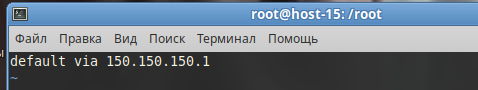 root@host-15: /root
Файл Правка Вид Поиск Терминал Помощь
default via 150.150.150.1
~